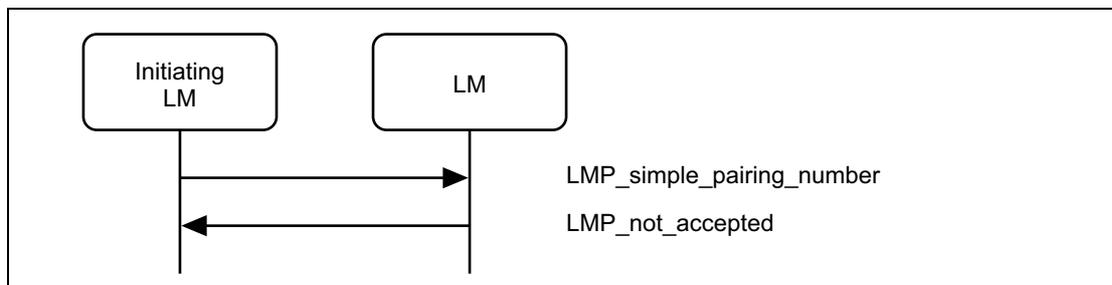 Initiating
LM
LM
LMP_simple_pairing_number
LMP_not_accepted